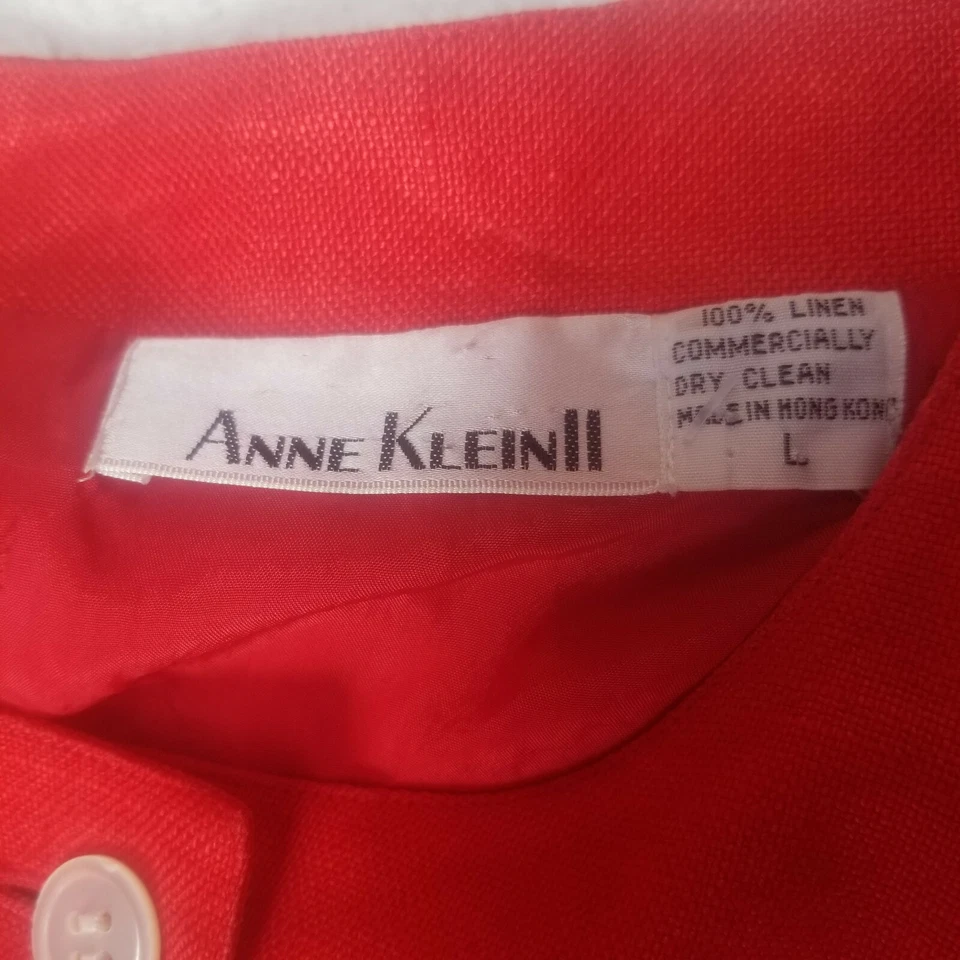 ANNE KLEIN II
100% LINEN
COMMERCIALLY
DRY CLEAN
MADE IN HONG KONG
L